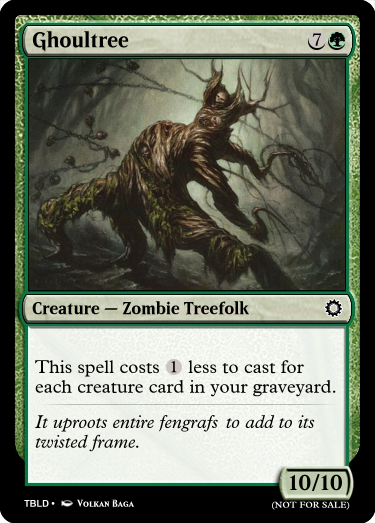 Ghoultree
7
Creature — Zombie Treefolk
This spell costs 1 less to cast for
each creature card in your graveyard.
It uproots entire fengrafs to add to its
twisted frame.
10/10
TBLD • Volkan Baga
(NOT FOR SALE)